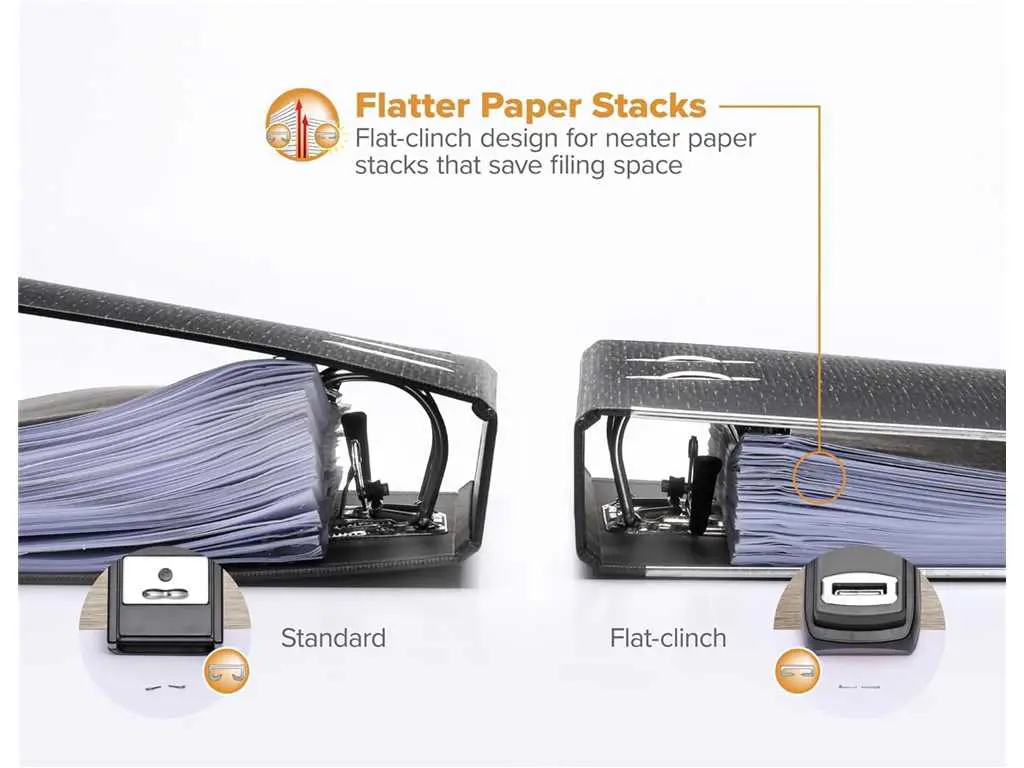 Flatter Paper Stacks
Flat-clinch design for neater paper
stacks that save filing space
Standard
Flat-clinch